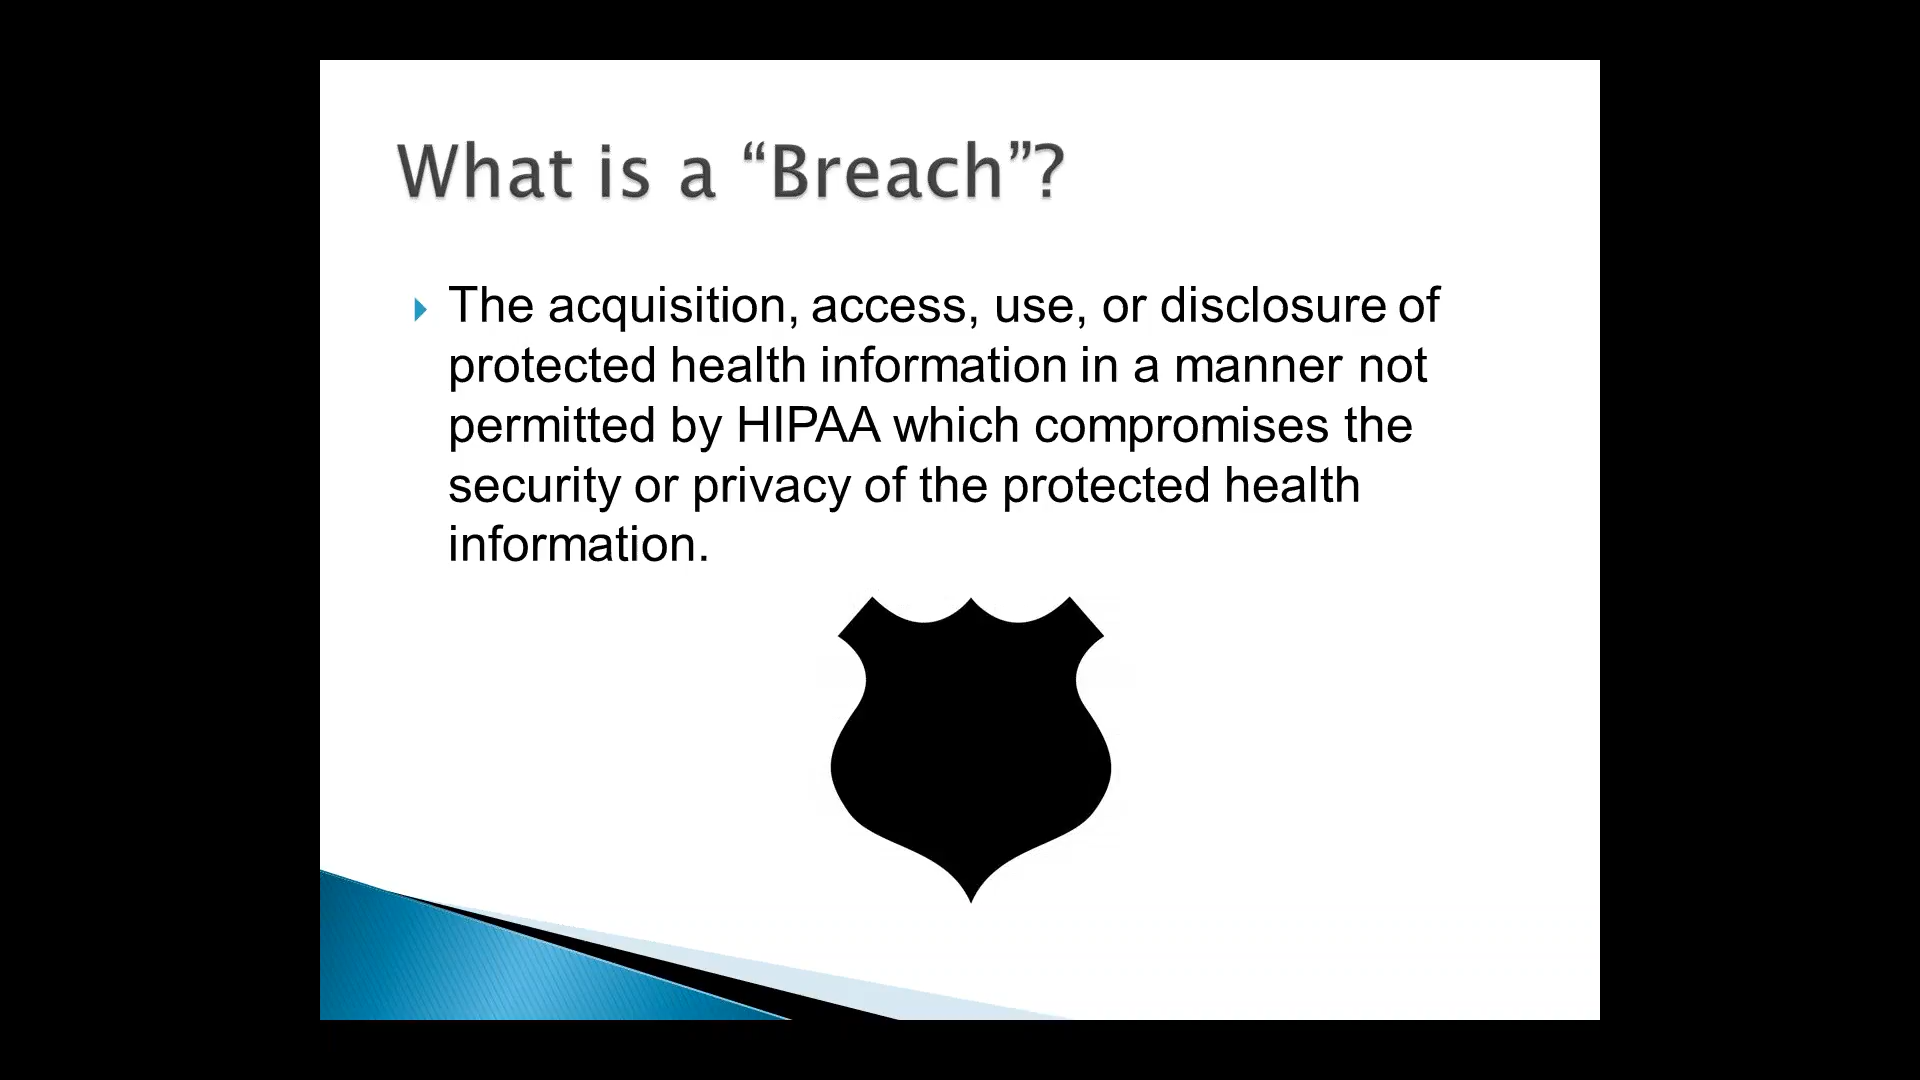 What is a “Breach”?
The acquisition, access, use, or disclosure of
protected health information in a manner not
permitted by HIPAA which compromises the
security or privacy of the protected health
information.